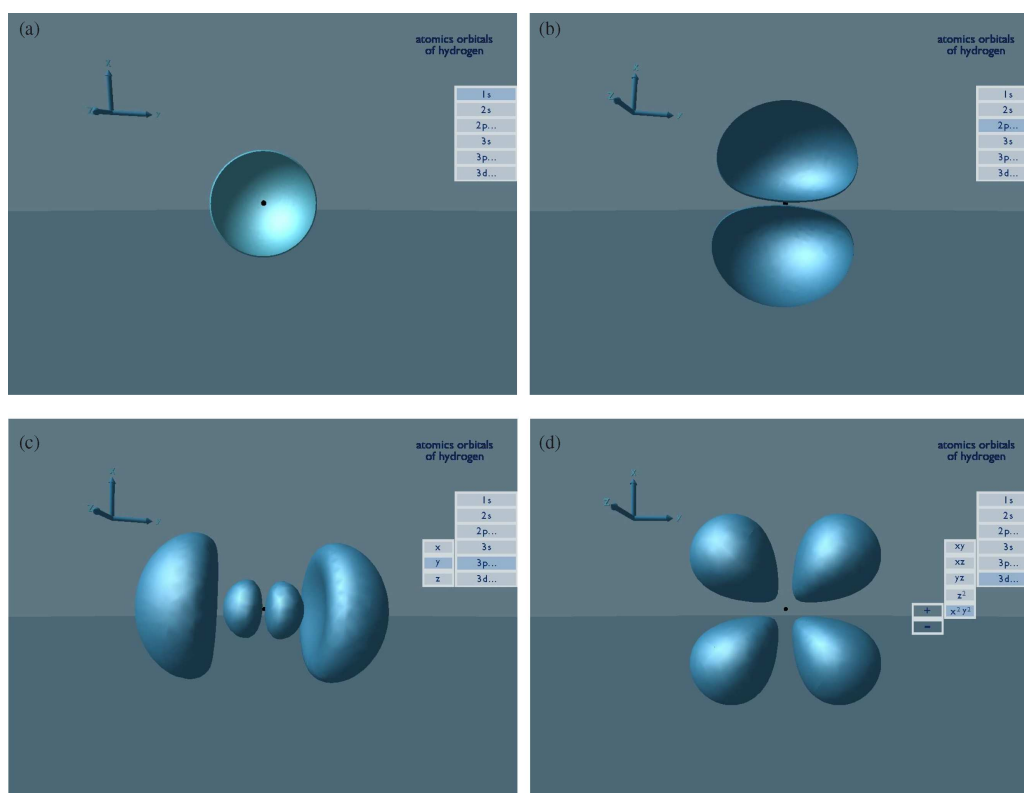 (a)
atomics orbitals
of hydrogen
z
y
1s
2s
2p...
3s
3p...
3d...
(b)
atomics orbitals
of hydrogen
1s
2s
2p...
3s
3p...
3d...
(c)
atomics orbitals
of hydrogen
z
1s
2s
2p...
x
3s
y
3p...
z
3d...
(d)
atomics orbitals
of hydrogen
1s
2s
2p...
xy
3s
xz
3p...
yz
3d...
z²
+
x² y²
-